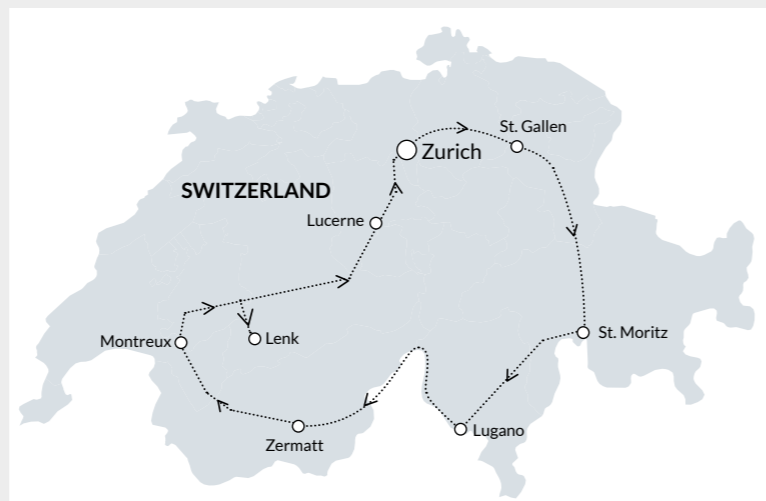 St. Gallen
Zurich
SWITZERLAND
Lucerne
St. Moritz
Montreux
Lenk
Lugano
Zermatt